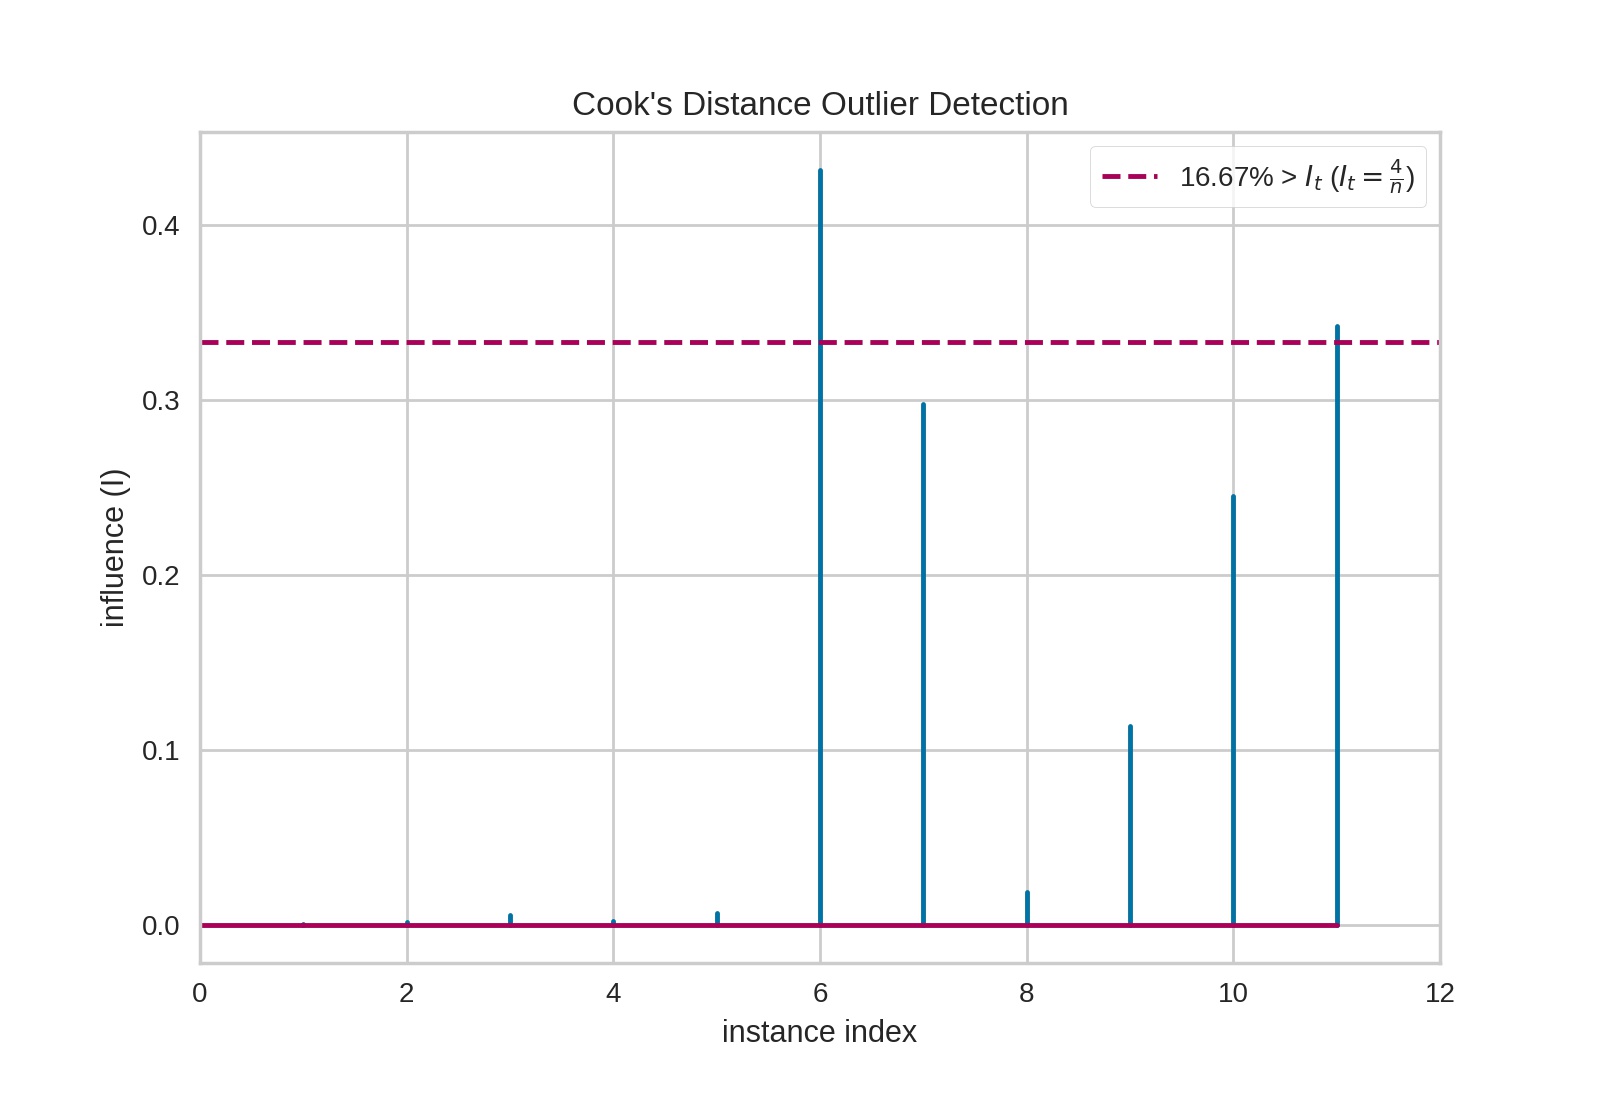 Cook's Distance Outlier Detection
16.67% > I_t (I_t = 4/n)
0.4
0.3
0.2
0.1
0.0
influence (I)
0 2 4 6 8 10 12
instance index